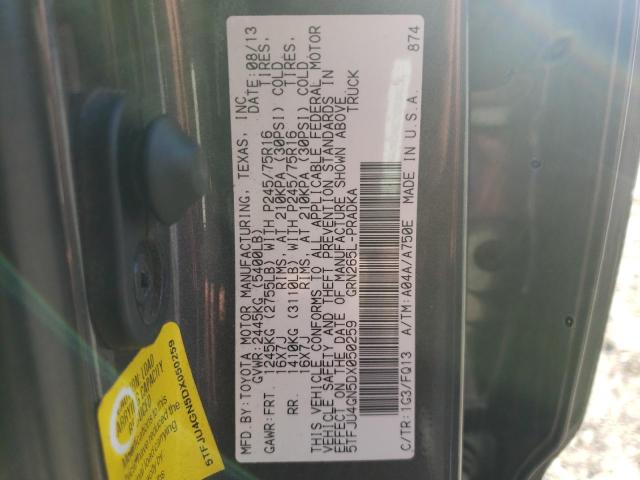 MFD.BY:TOYOTA MOTOR MANUFACTURING, TEXAS, INC.
GVWR:2445KG (5400LB) DATE:08/13
GAWR:FRT. 1245KG (2755LB) WITH P245/75R16 TIRES,
16X7J RIMS, AT 210KPA (30PSI) COLD
RR. 1410KG (3110LB) WITH P245/75R16 TIRES,
16X7J RIMS, AT 210KPA (30PSI) COLD
THIS VEHICLE CONFORMS TO ALL APPLICABLE FEDERAL MOTOR
VEHICLE SAFETY AND THEFT PREVENTION STANDARDS IN
EFFECT ON THE DATE OF MANUFACTURE SHOWN ABOVE.
5TFJU4GN5DX050259 TRUCK
GRN265L-PRADKA
C/TR:1G3/FQ13 A/TM:A04A/A750E MADE IN U.S.A. 874
5TFJU4GN5DX050259
CAPACITY
reduced